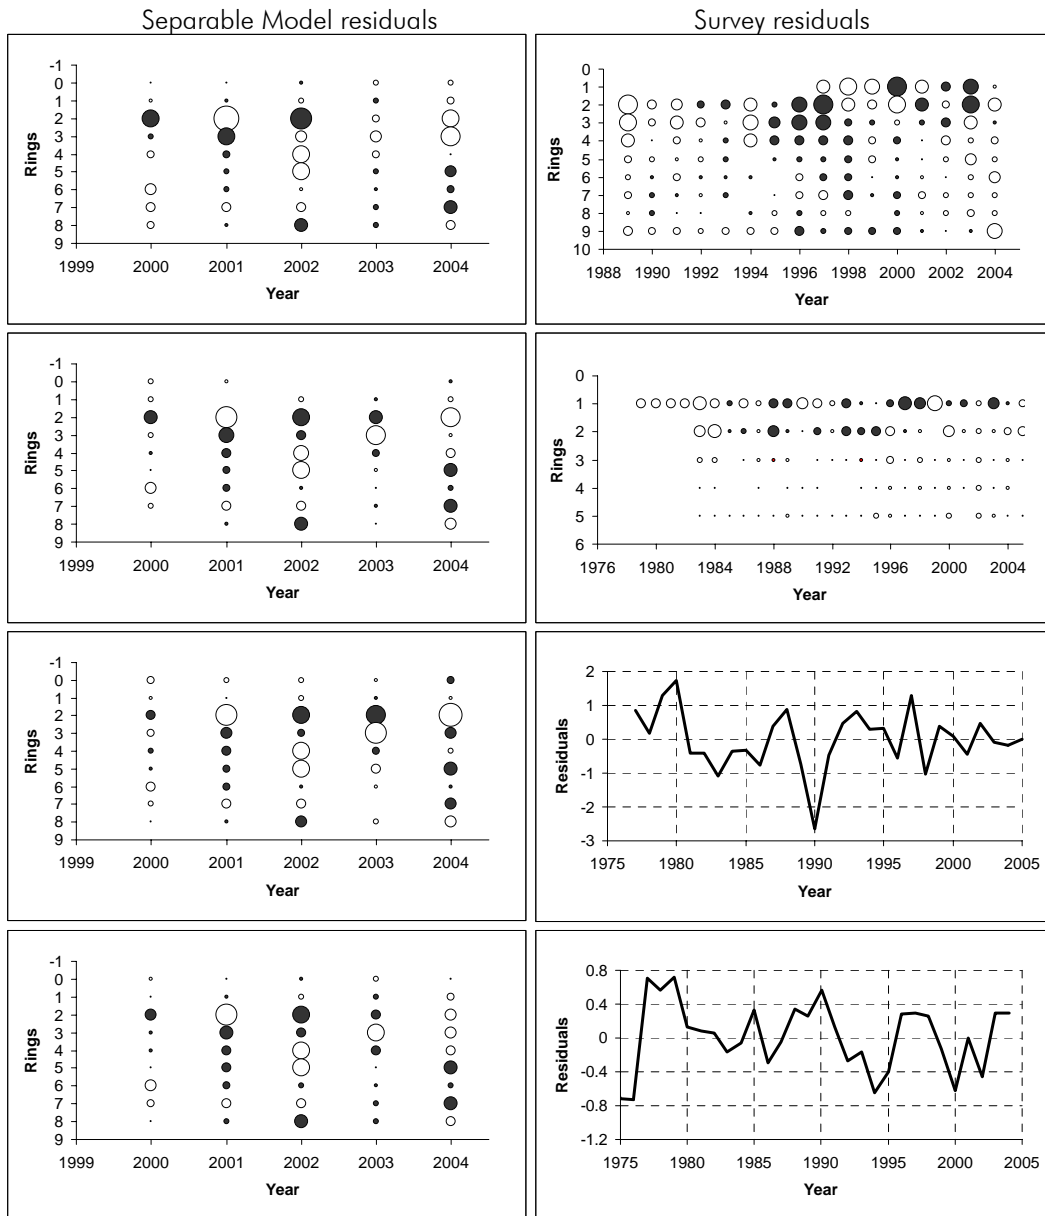 Separable Model residuals
Survey residuals
-1
0
1
2
3
4
5
6
7
8
9
Rings
1999 2000 2001 2002 2003 2004
Year
0
1
2
3
4
5
6
7
8
9
10
Rings
1988 1990 1992 1994 1996 1998 2000 2002 2004
Year
-1
0
1
2
3
4
5
6
7
8
9
Rings
1999 2000 2001 2002 2003 2004
Year
0
1
2
3
4
5
6
Rings
1976 1980 1984 1988 1992 1996 2000 2004
Year
-1
0
1
2
3
4
5
6
7
8
9
Rings
1999 2000 2001 2002 2003 2004
Year
2
1
0
-1
-2
-3
Residuals
1975 1980 1985 1990 1995 2000 2005
Year
-1
0
1
2
3
4
5
6
7
8
9
Rings
1999 2000 2001 2002 2003 2004
Year
0.8
0.4
0
-0.4
-0.8
-1.2
Residuals
1975 1980 1985 1990 1995 2000 2005
Year